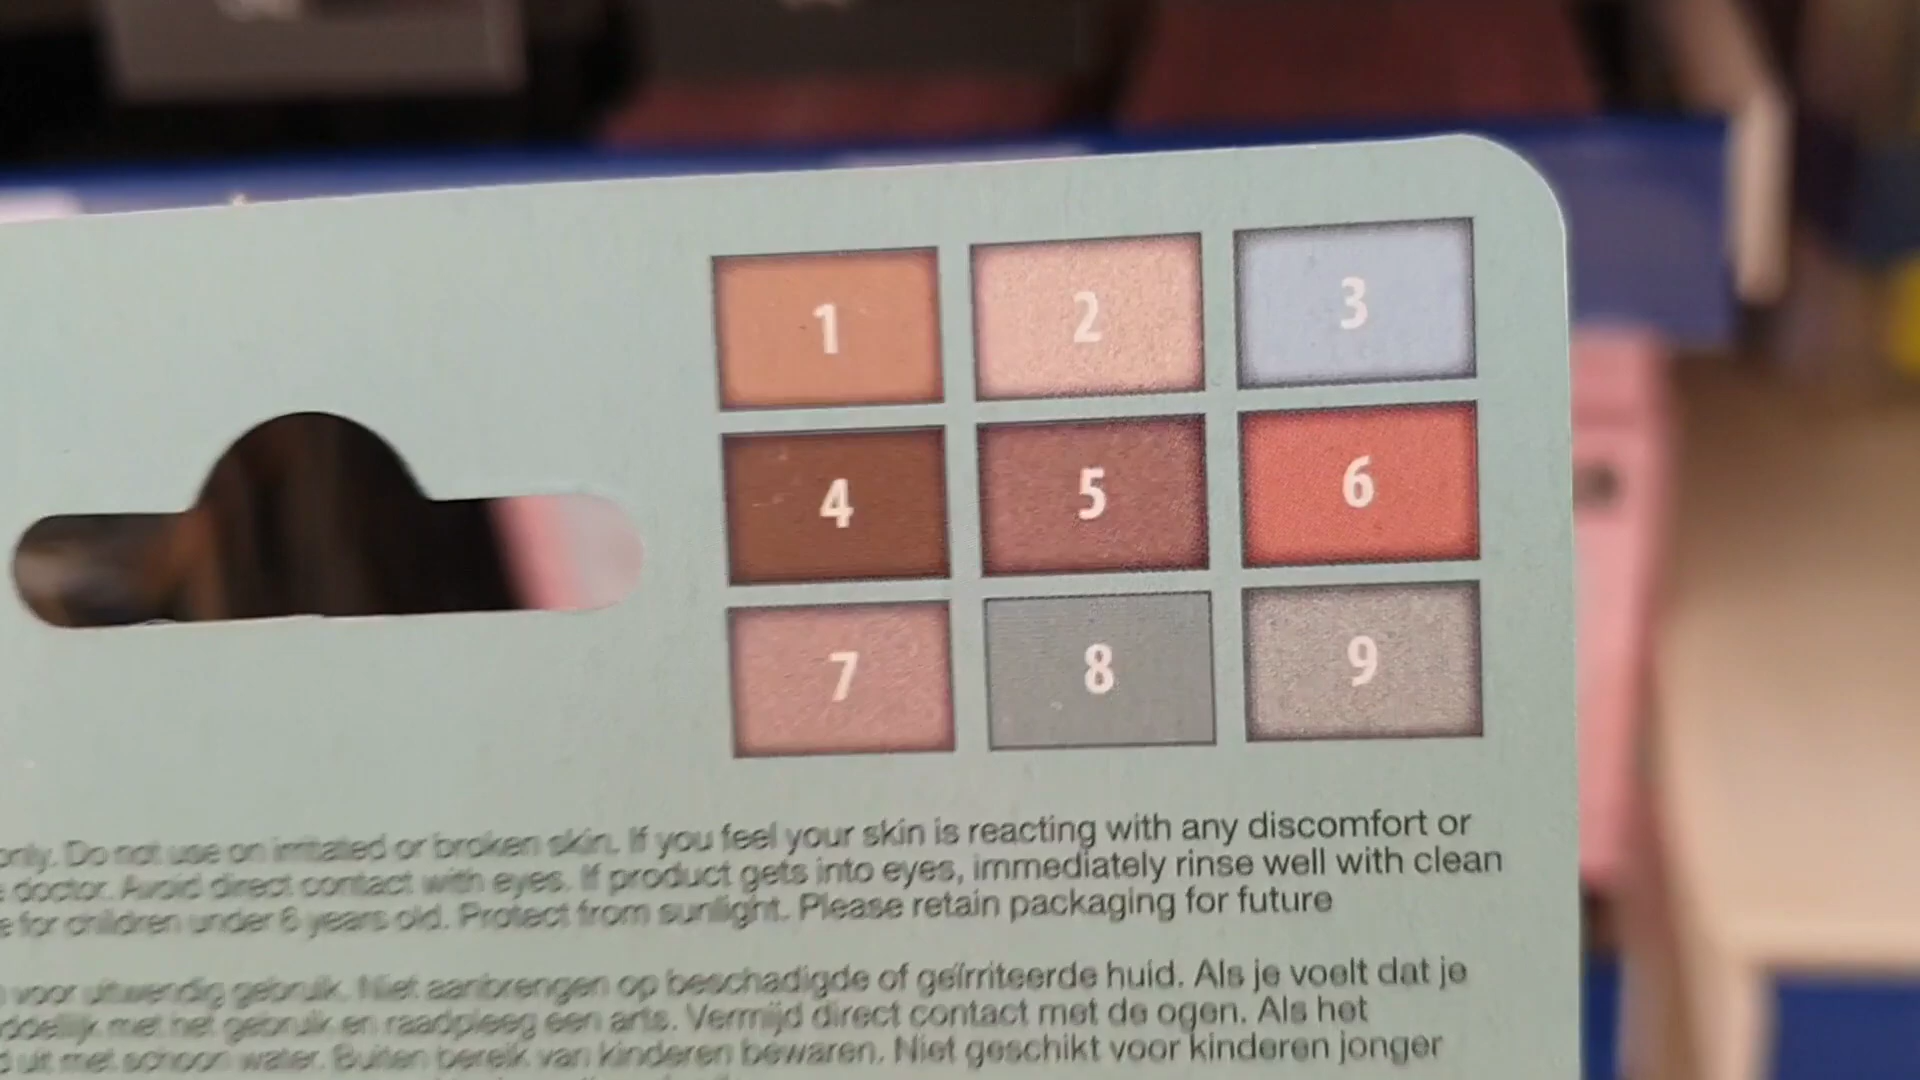 1 2 3
4 5 6
7 8 9
only. Do not use on irritated or broken skin. If you feel your skin is reacting with any discomfort or
doctor. Avoid direct contact with eyes. If product gets into eyes, immediately rinse well with clean
for children under 6 years old. Protect from sunlight. Please retain packaging for future
voor uitwendig gebruik. Niet aanbrengen op beschadigde of geïrriteerde huid. Als je voelt dat je
met het gebruik en raadpleeg een arts. Vermijd direct contact met de ogen. Als het
uit met schoon water. Buiten bereik van kinderen bewaren. Niet geschikt voor kinderen jonger